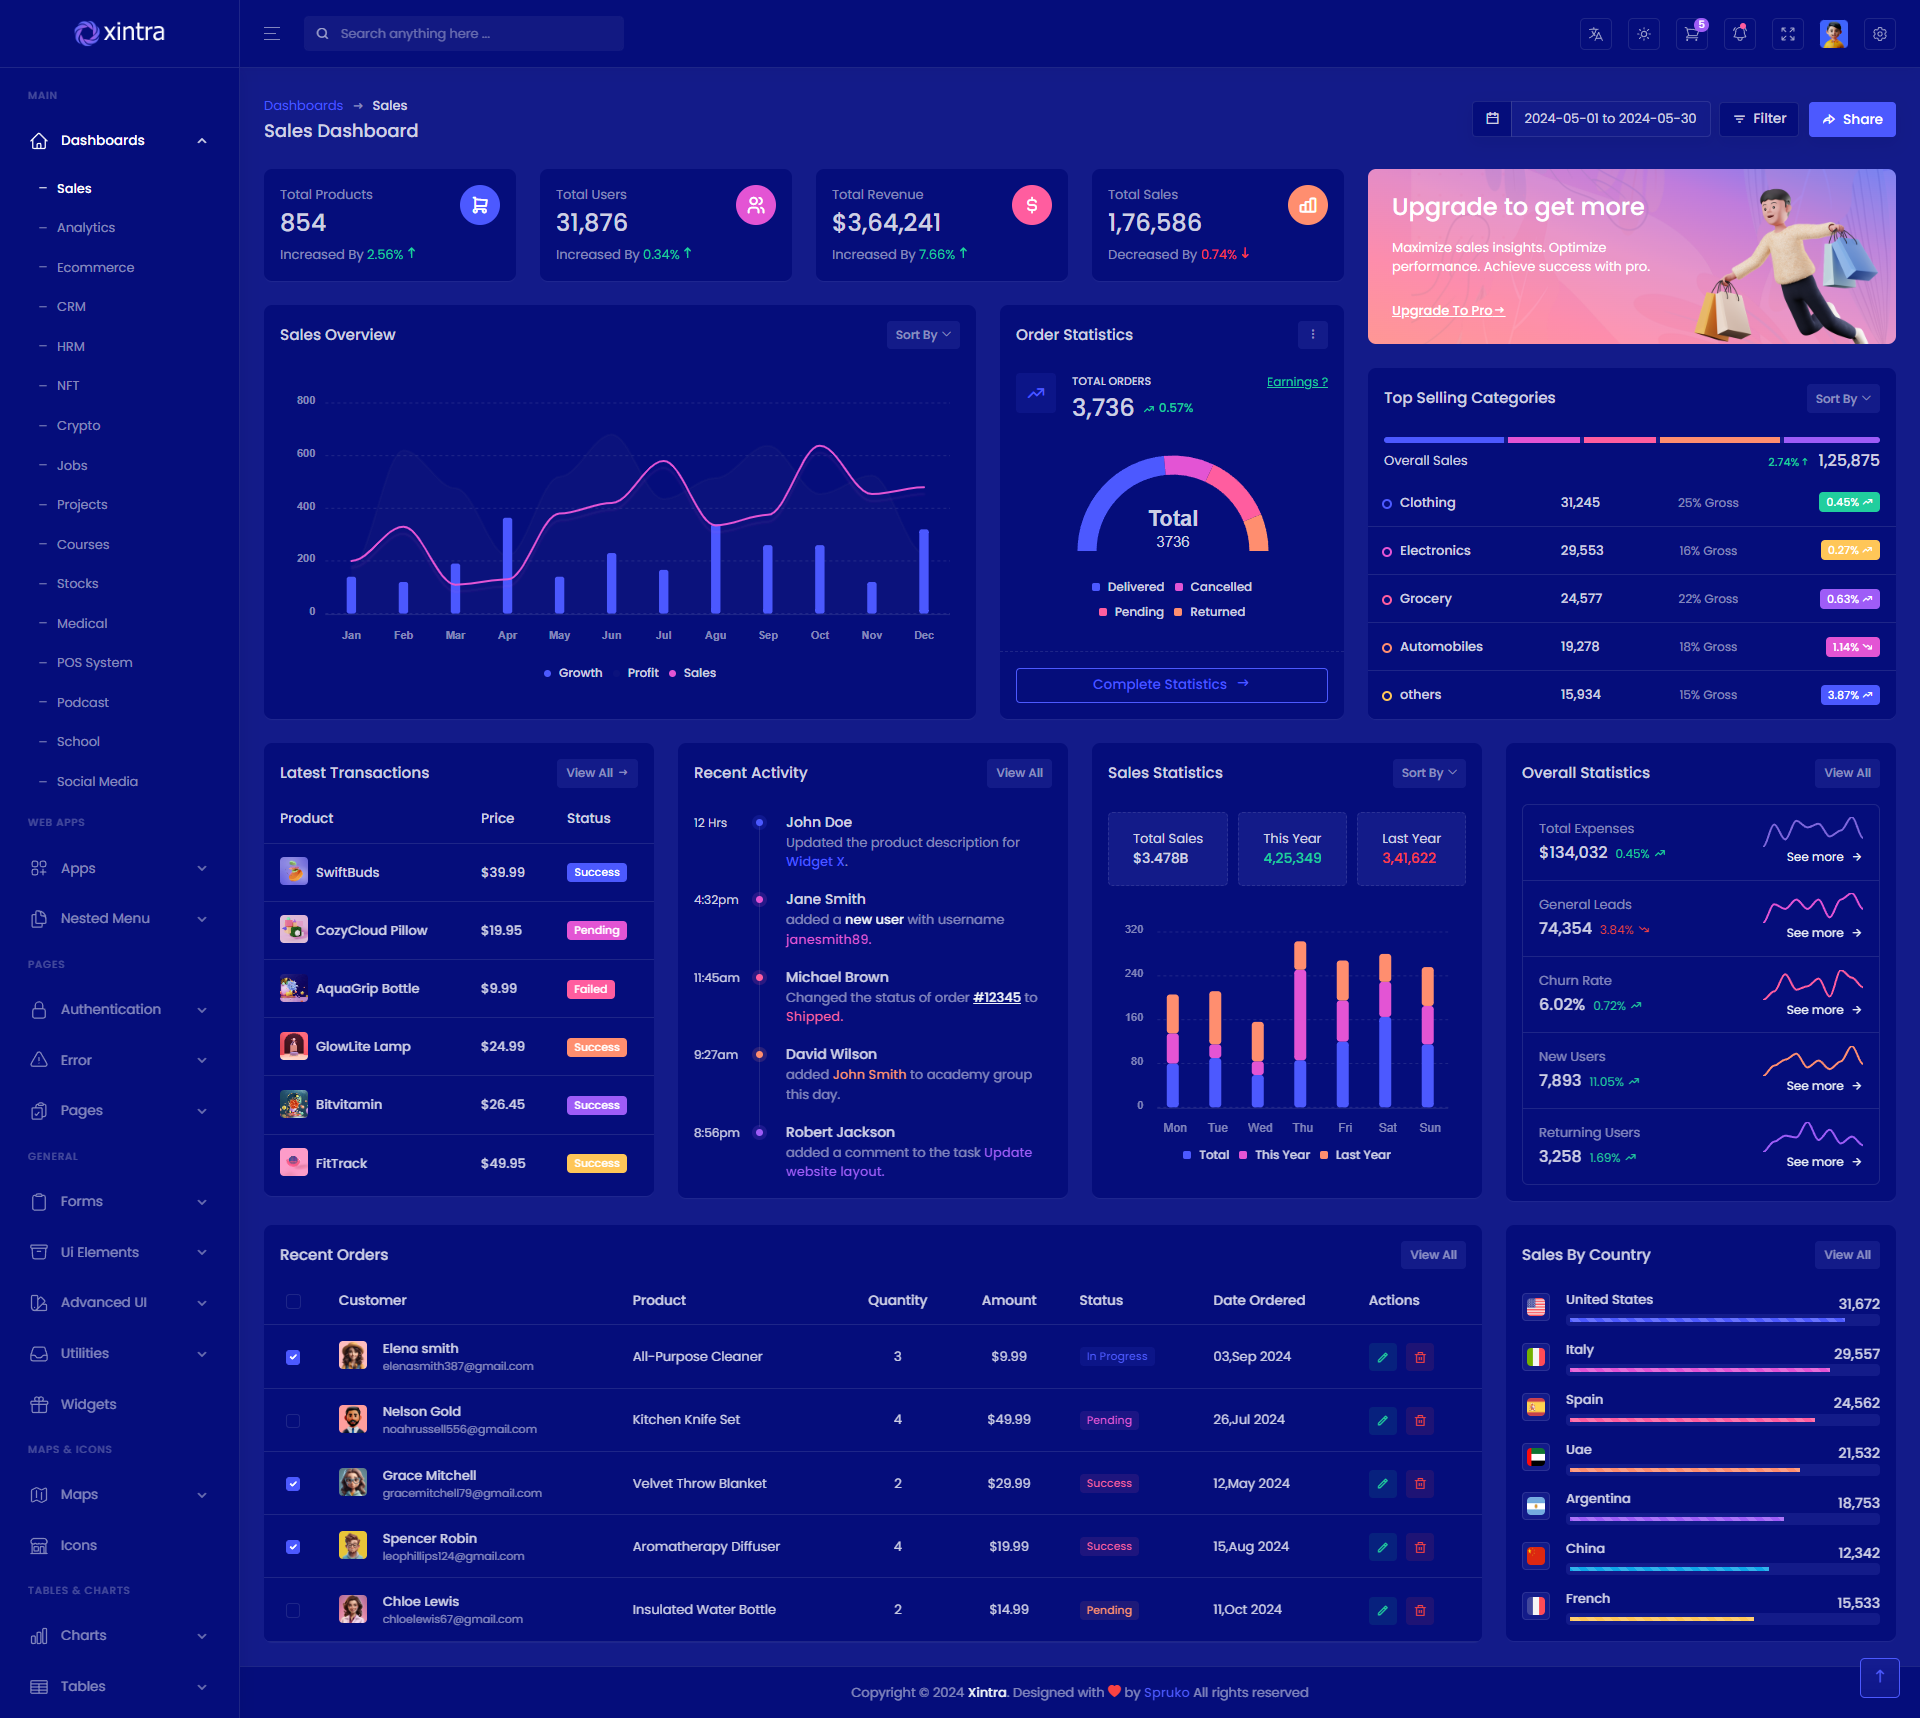 xintra
Search anything here ...
5
MAIN
Dashboards
Sales
Analytics
Ecommerce
CRM
HRM
NFT
Crypto
Jobs
Projects
Courses
Stocks
Medical
POS System
Podcast
School
Social Media
WEB APPS
Apps
Nested Menu
PAGES
Authentication
Error
Pages
GENERAL
Forms
Ui Elements
Advanced UI
Utilities
Widgets
MAPS & ICONS
Maps
Icons
TABLES & CHARTS
Charts
Tables
Dashboards → Sales
Sales Dashboard
2024-05-01 to 2024-05-30
Filter
Share
Total Products
854
Increased By 2.56% ↑
Total Users
31,876
Increased By 0.34% ↑
Total Revenue
$3,64,241
Increased By 7.66% ↑
Total Sales
1,76,586
Decreased By 0.74% ↓
Upgrade to get more
Maximize sales insights. Optimize
performance. Achieve success with pro.
Upgrade To Pro→
Sales Overview
Sort By
800
600
400
200
0
Jan Feb Mar Apr May Jun Jul Agu Sep Oct Nov Dec
Growth Profit Sales
Order Statistics
TOTAL ORDERS
3,736 0.57%
Earnings ?
Total
3736
Delivered Cancelled
Pending Returned
Complete Statistics →
Top Selling Categories
Sort By
Overall Sales 2.74% ↑ 1,25,875
Clothing 31,245 25% Gross 0.45%
Electronics 29,553 16% Gross 0.27%
Grocery 24,577 22% Gross 0.63%
Automobiles 19,278 18% Gross 1.14%
others 15,934 15% Gross 3.87%
Latest Transactions
View All →
Product Price Status
SwiftBuds $39.99 Success
CozyCloud Pillow $19.95 Pending
AquaGrip Bottle $9.99 Failed
GlowLite Lamp $24.99 Success
Bitvitamin $26.45 Success
FitTrack $49.95 Success
Recent Activity
View All
12 Hrs John Doe
Updated the product description for
Widget X.
4:32pm Jane Smith
added a new user with username
janesmith89.
11:45am Michael Brown
Changed the status of order #12345 to
Shipped.
9:27am David Wilson
added John Smith to academy group
this day.
8:56pm Robert Jackson
added a comment to the task Update
website layout.
Sales Statistics
Sort By
Total Sales
$3.478B
This Year
4,25,349
Last Year
3,41,622
320
240
160
80
0
Mon Tue Wed Thu Fri Sat Sun
Total This Year Last Year
Overall Statistics
View All
Total Expenses
$134,032 0.45%
See more →
General Leads
74,354 3.84%
See more →
Churn Rate
6.02% 0.72%
See more →
New Users
7,893 11.05%
See more →
Returning Users
3,258 1.69%
See more →
Recent Orders
View All
Customer Product Quantity Amount Status Date Ordered Actions
Elena smith
elenasmith387@gmail.com
All-Purpose Cleaner 3 $9.99 In Progress 03,Sep 2024
Nelson Gold
noahrussell556@gmail.com
Kitchen Knife Set 4 $49.99 Pending 26,Jul 2024
Grace Mitchell
gracemitchell79@gmail.com
Velvet Throw Blanket 2 $29.99 Success 12,May 2024
Spencer Robin
leophillips124@gmail.com
Aromatherapy Diffuser 4 $19.99 Success 15,Aug 2024
Chloe Lewis
chloelewis67@gmail.com
Insulated Water Bottle 2 $14.99 Pending 11,Oct 2024
Sales By Country
View All
United States 31,672
Italy 29,557
Spain 24,562
Uae 21,532
Argentina 18,753
China 12,342
French 15,533
Copyright © 2024 Xintra. Designed with ❤ by Spruko All rights reserved